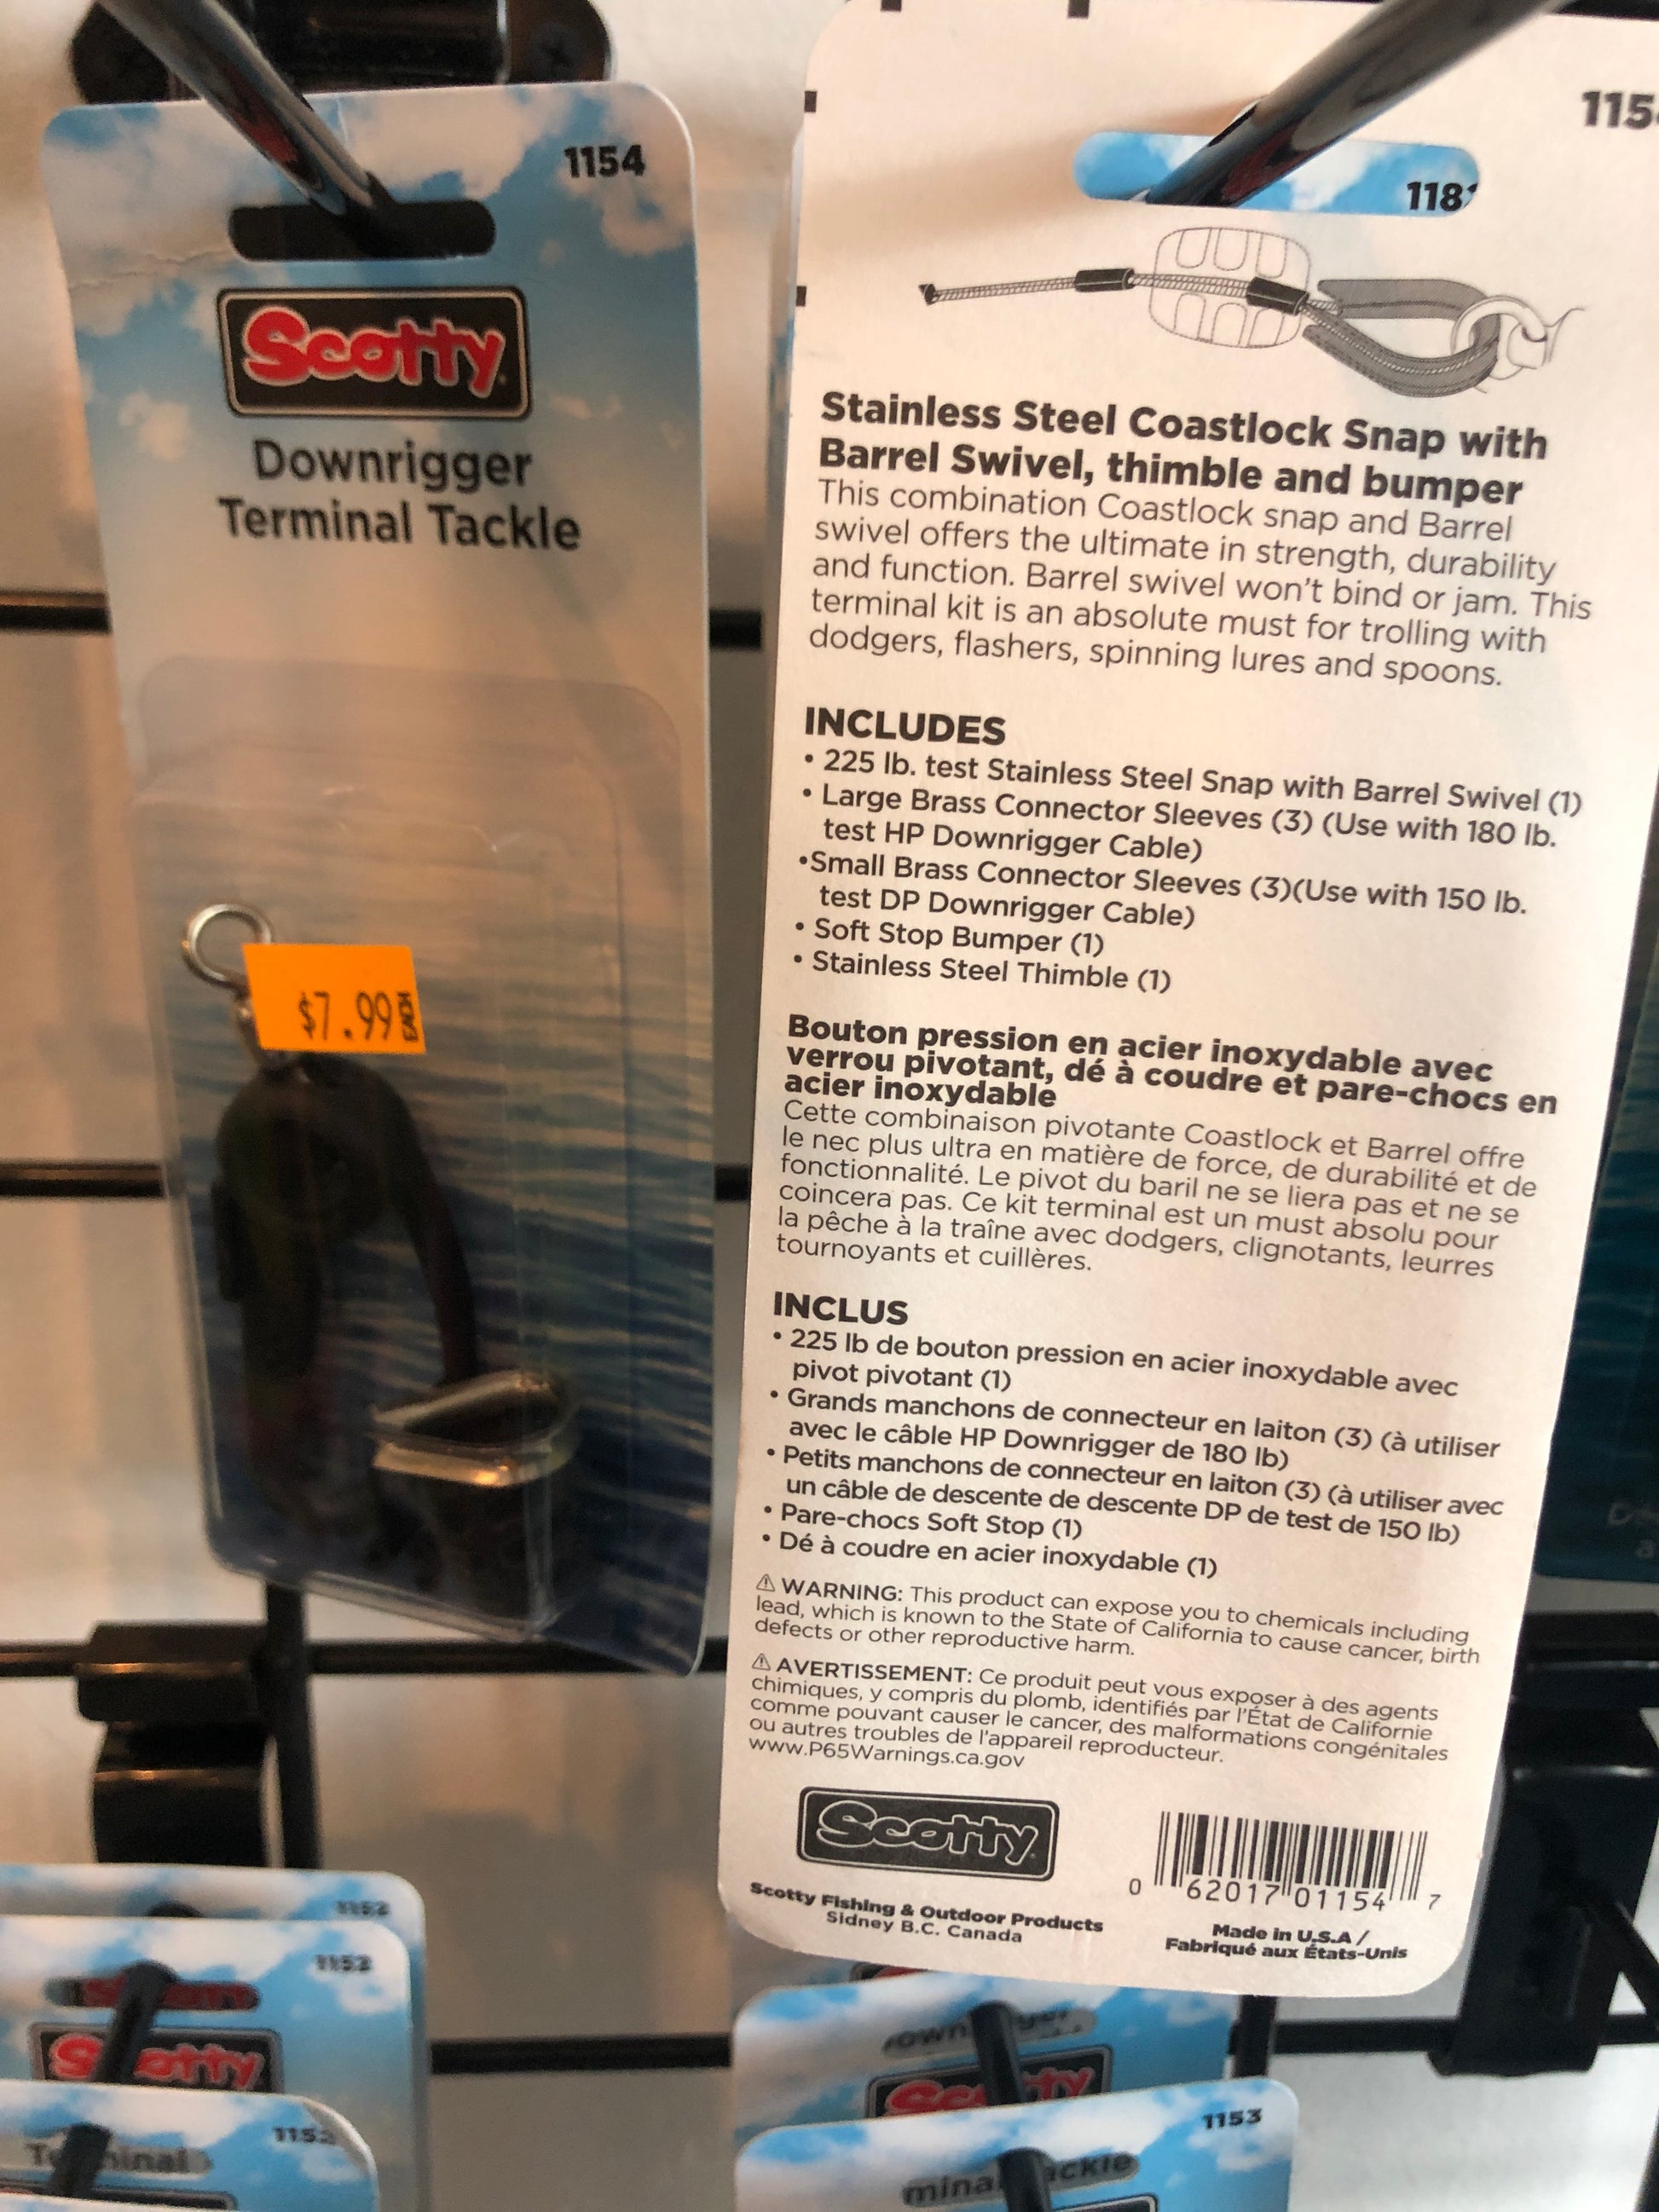 1154
Scotty
Downrigger
Terminal Tackle
$7.99 EACH
115
118
Stainless Steel Coastlock Snap with
Barrel Swivel, thimble and bumper
This combination Coastlock snap and Barrel
swivel offers the ultimate in strength, durability
and function. Barrel swivel won't bind or jam. This
terminal kit is an absolute must for trolling with
dodgers, flashers, spinning lures and spoons.
INCLUDES
• 225 lb. test Stainless Steel Snap with Barrel Swivel (1)
• Large Brass Connector Sleeves (3) (Use with 180 lb.
test HP Downrigger Cable)
•Small Brass Connector Sleeves (3)(Use with 150 lb.
test DP Downrigger Cable)
• Soft Stop Bumper (1)
• Stainless Steel Thimble (1)
Bouton pression en acier inoxydable avec
verrou pivotant, dé à coudre et pare-chocs en
acier inoxydable
Cette combinaison pivotante Coastlock et Barrel offre
le nec plus ultra en matière de force, de durabilité et de
fonctionnalité. Le pivot du baril ne se liera pas et ne se
coincera pas. Ce kit terminal est un must absolu pour
la pêche à la traîne avec dodgers, clignotants, leurres
tournoyants et cuillères.
INCLUS
• 225 lb de bouton pression en acier inoxydable avec
pivot pivotant (1)
• Grands manchons de connecteur en laiton (3) (à utiliser
avec le câble HP Downrigger de 180 lb)
• Petits manchons de connecteur en laiton (3) (à utiliser avec
un câble de descente de descente DP de test de 150 lb)
• Pare-chocs Soft Stop (1)
• Dé à coudre en acier inoxydable (1)
⚠ WARNING: This product can expose you to chemicals including
lead, which is known to the State of California to cause cancer, birth
defects or other reproductive harm.
⚠ AVERTISSEMENT: Ce produit peut vous exposer à des agents
chimiques, y compris du plomb, identifiés par l'État de Californie
comme pouvant causer le cancer, des malformations congénitales
ou autres troubles de l'appareil reproducteur.
www.P65Warnings.ca.gov
Scotty
Scotty Fishing & Outdoor Products
Sidney B.C. Canada
0 62017 01154 7
Made in U.S.A /
Fabriqué aux États-Unis
1152
1152
Scotty
1152
Terminal
Scotty
1153
Tackle